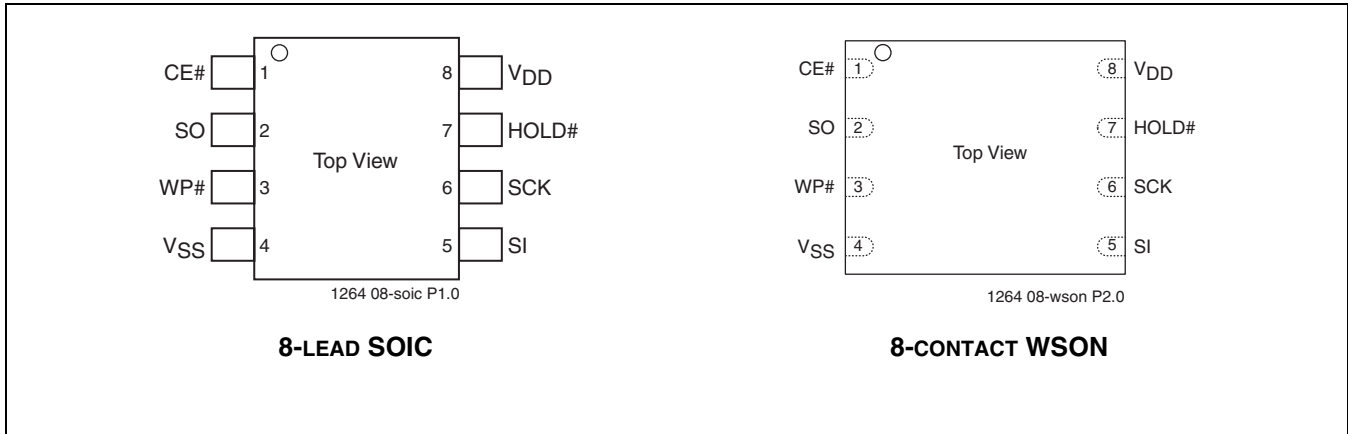 CE# 1 8 VDD
SO 2 7 HOLD#
Top View
WP# 3 6 SCK
VSS 4 5 SI
1264 08-soic P1.0
8-LEAD SOIC
CE# 1 8 VDD
SO 2 7 HOLD#
Top View
WP# 3 6 SCK
VSS 4 5 SI
1264 08-wson P2.0
8-CONTACT WSON